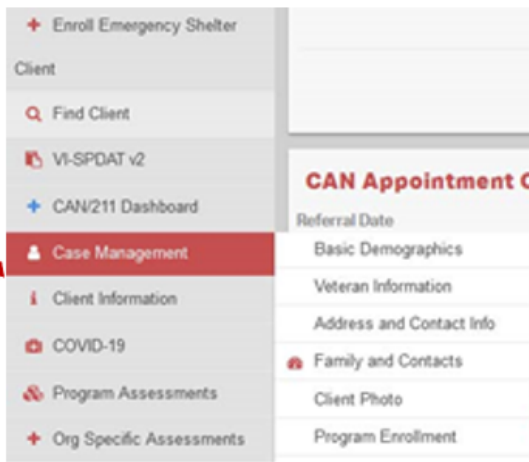 Enroll Emergency Shelter
Client
Find Client
VI-SPDAT v2
CAN/211 Dashboard
Case Management
Client Information
COVID-19
Program Assessments
Org Specific Assessments
CAN Appointment
Referral Date
Basic Demographics
Veteran Information
Address and Contact Info
Family and Contacts
Client Photo
Program Enrollment